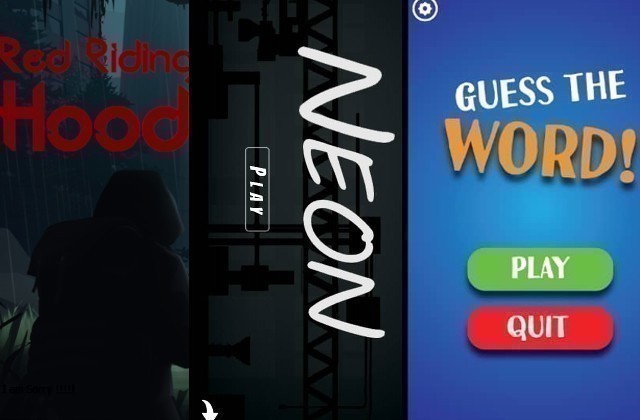 Red Riding
Hood
NEON
PLAY
GUESS THE
WORD!
PLAY
QUIT